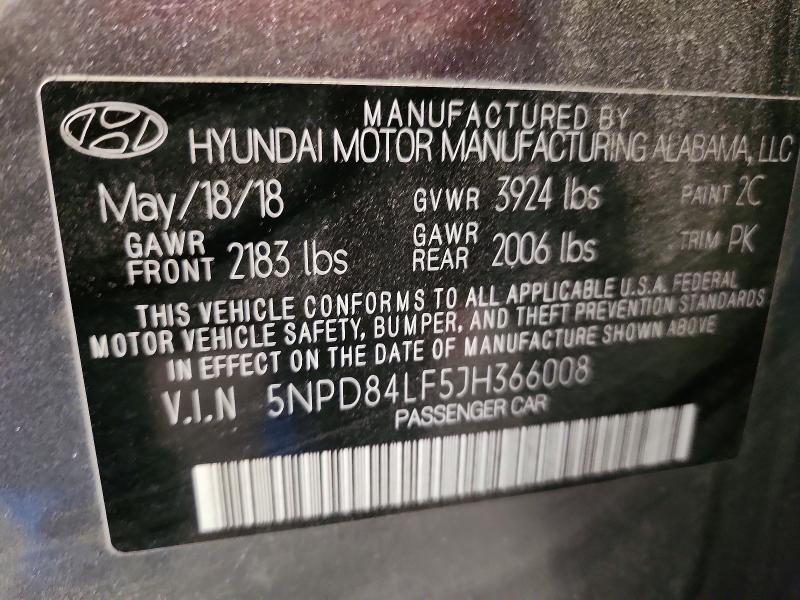 MANUFACTURED BY
HYUNDAI MOTOR MANUFACTURING ALABAMA, LLC
May/18/18 GVWR 3924 lbs PAINT 2C
GAWR FRONT 2183 lbs GAWR REAR 2006 lbs TRIM PK
THIS VEHICLE CONFORMS TO ALL APPLICABLE U.S.A. FEDERAL
MOTOR VEHICLE SAFETY, BUMPER, AND THEFT PREVENTION STANDARDS
IN EFFECT ON THE DATE OF MANUFACTURE SHOWN ABOVE
V.I.N 5NPD84LF5JH366008
PASSENGER CAR